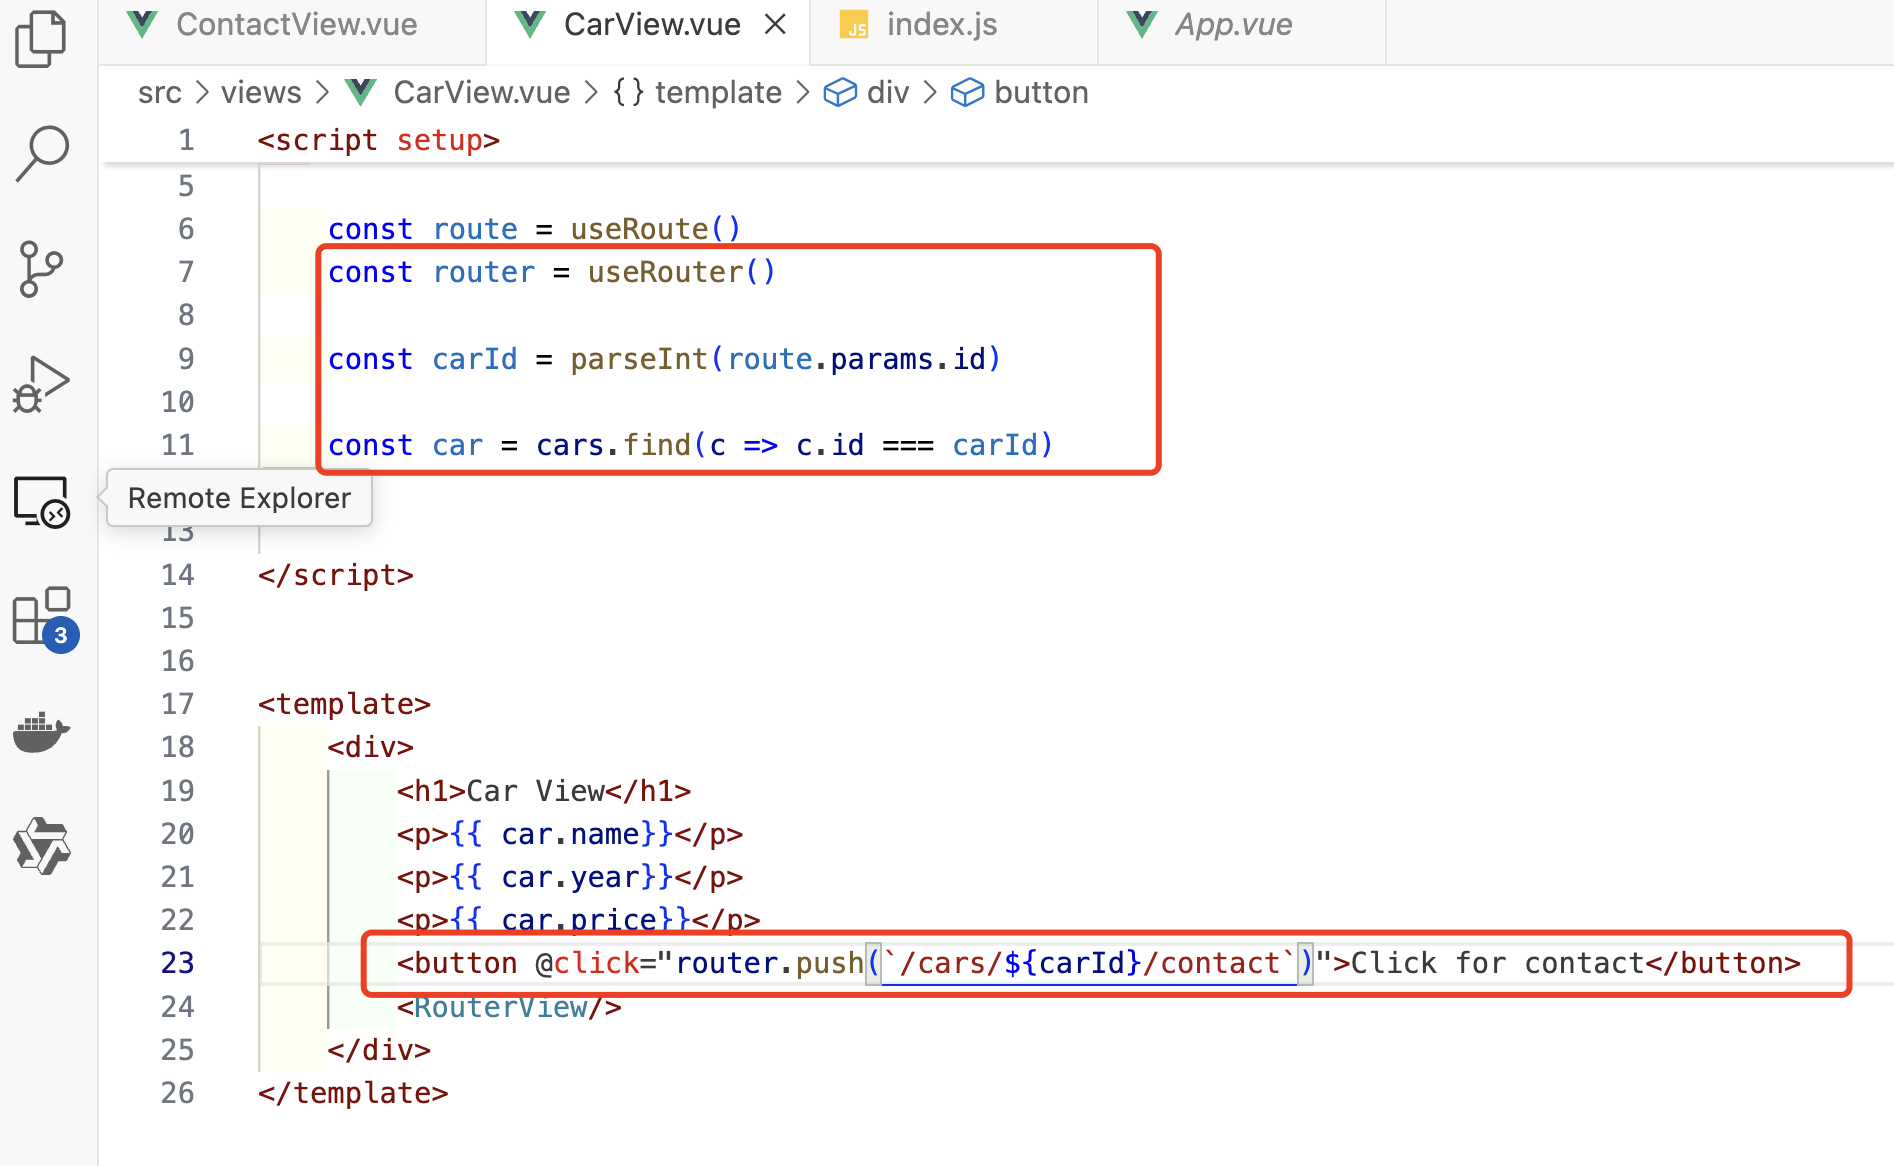 ContactView.vue CarView.vue index.js App.vue
src > views > CarView.vue > {} template > div > button
1 <script setup>
5
6 const route = useRoute()
7 const router = useRouter()
8
9 const carId = parseInt(route.params.id)
10
11 const car = cars.find(c => c.id === carId)
Remote Explorer
13
14 </script>
15
16
17 <template>
18 <div>
19 <h1>Car View</h1>
20 <p>{{ car.name}}</p>
21 <p>{{ car.year}}</p>
22 <p>{{ car.price}}</p>
23 <button @click="router.push(`/cars/${carId}/contact`)">Click for contact</button>
24 <RouterView/>
25 </div>
26 </template>
JS
3